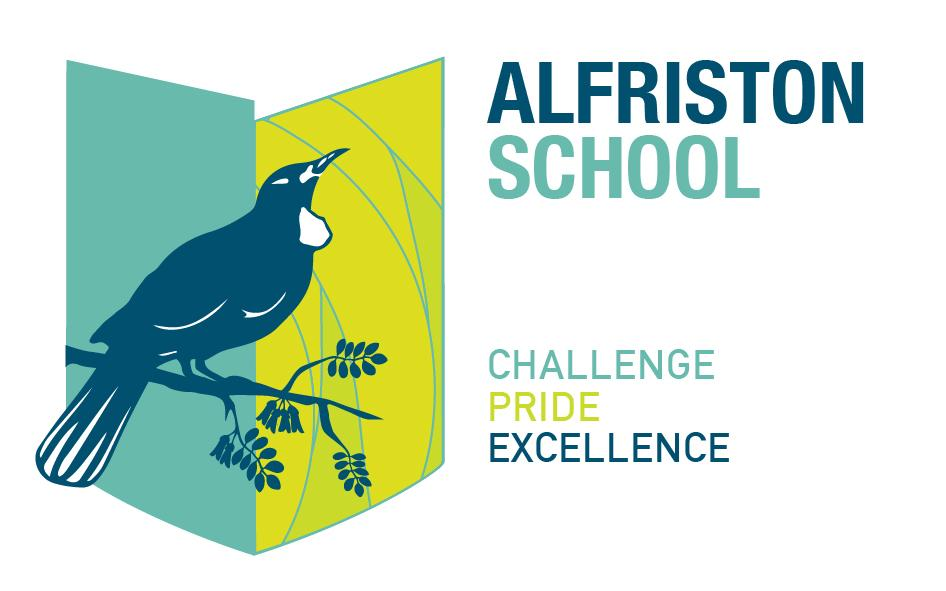 ALFRISTON
SCHOOL
CHALLENGE
PRIDE
EXCELLENCE